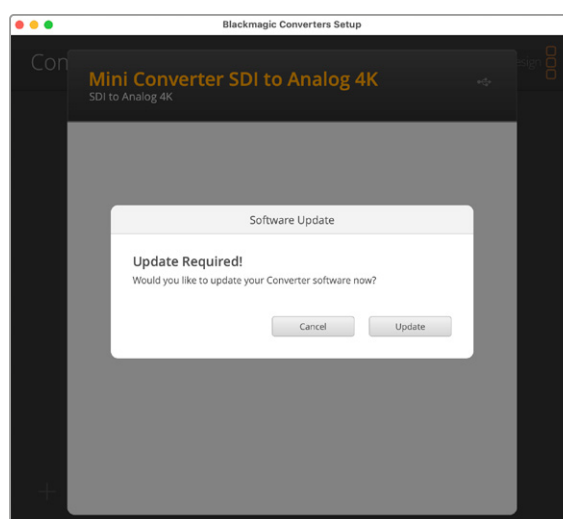 Blackmagic Converters Setup
Con
Mini Converter SDI to Analog 4K
SDI to Analog 4K
Software Update
Update Required!
Would you like to update your Converter software now?
Cancel Update